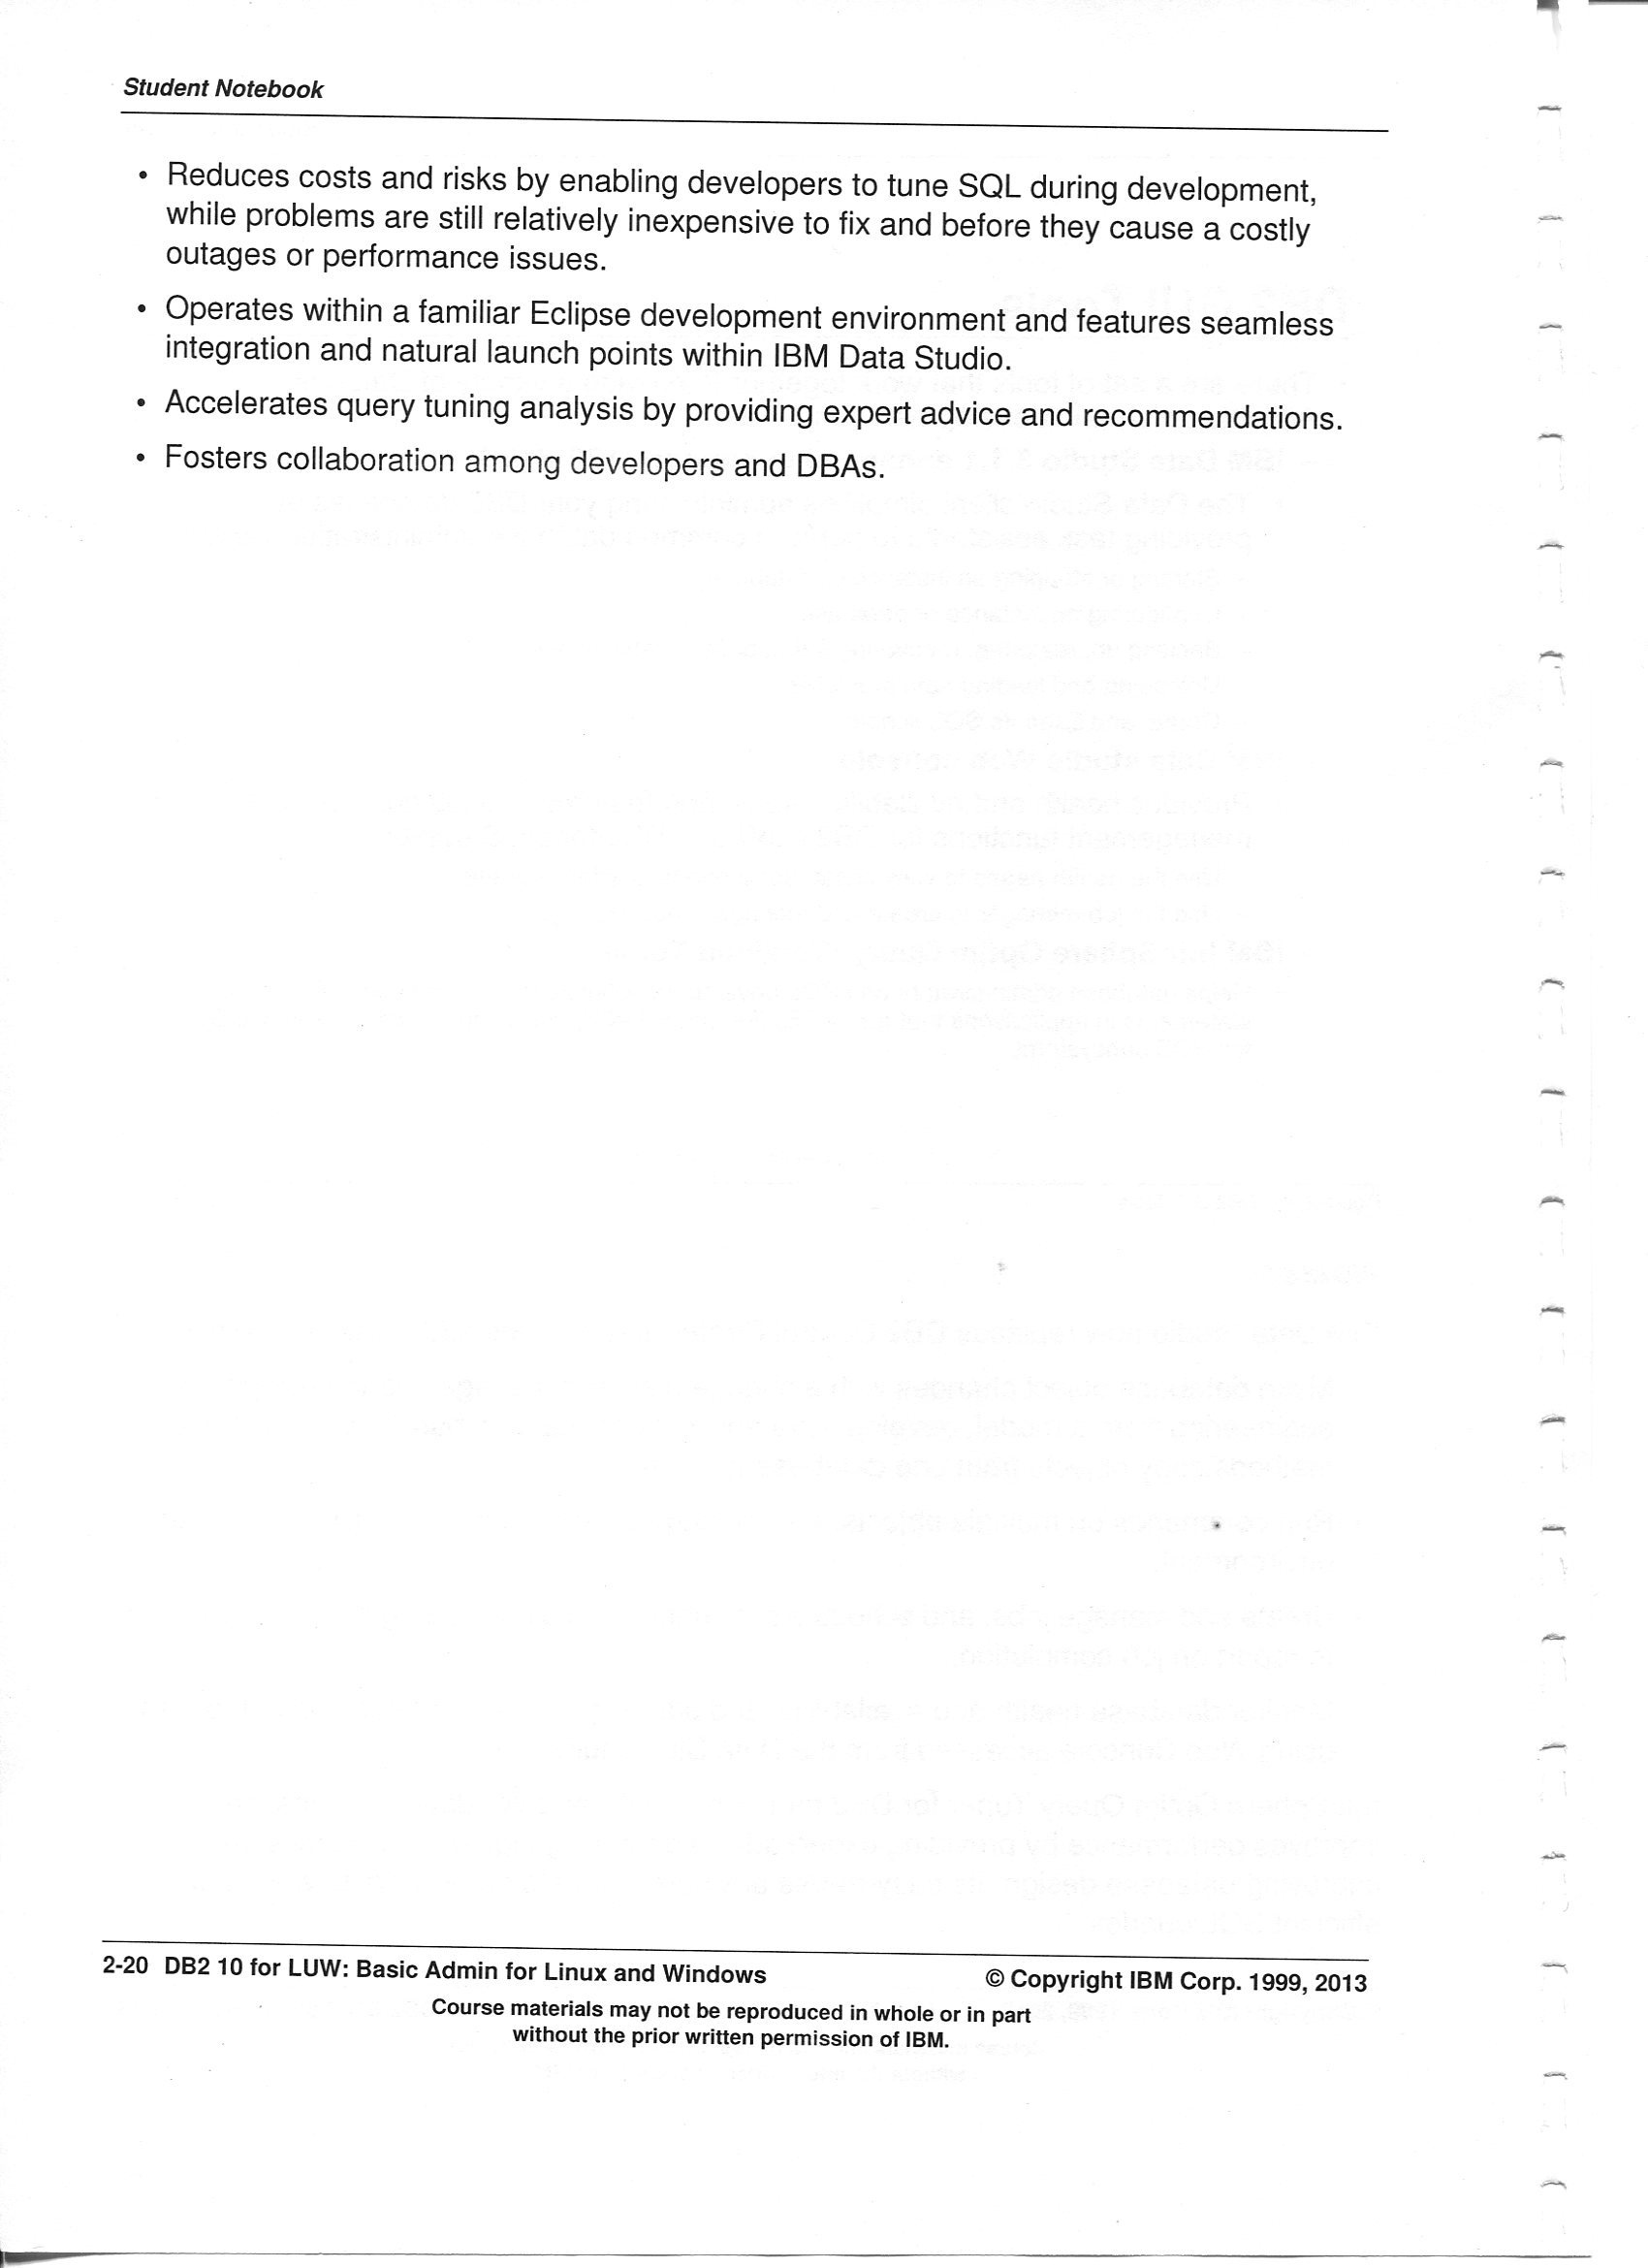 Student Notebook
• Reduces costs and risks by enabling developers to tune SQL during development,
while problems are still relatively inexpensive to fix and before they cause a costly
outages or performance issues.
• Operates within a familiar Eclipse development environment and features seamless
integration and natural launch points within IBM Data Studio.
• Accelerates query tuning analysis by providing expert advice and recommendations.
• Fosters collaboration among developers and DBAs.
2-20 DB2 10 for LUW: Basic Admin for Linux and Windows © Copyright IBM Corp. 1999, 2013
Course materials may not be reproduced in whole or in part
without the prior written permission of IBM.